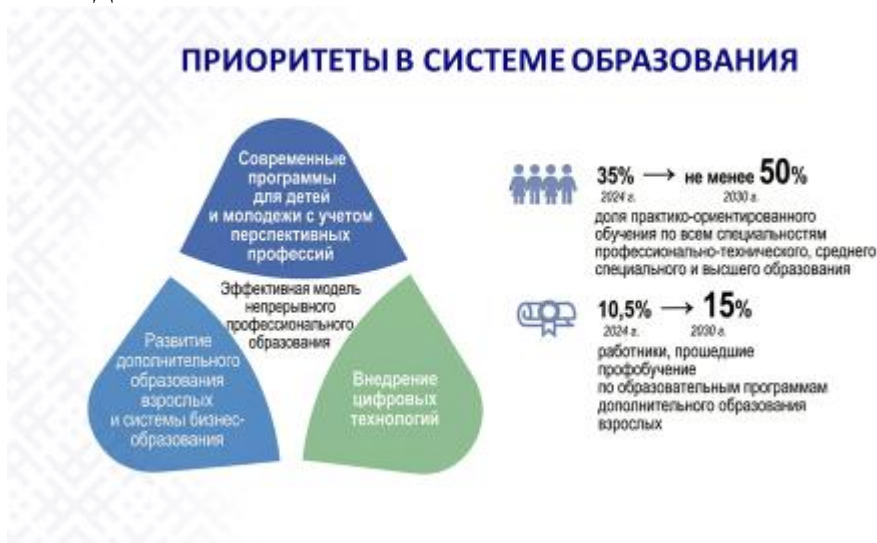 ПРИОРИТЕТЫ В СИСТЕМЕ ОБРАЗОВАНИЯ
Современные
программы
для детей
и молодежи с учетом
перспективных
профессий
Эффективная модель
непрерывного
профессионального
образования
Развитие
дополнительного
образования
взрослых
и системы бизнес-
образования
Внедрение
цифровых
технологий
35% → не менее 50%
2024 г. 2030 г.
доля практико-ориентированного
обучения по всем специальностям
профессионально-технического, среднего
специального и высшего образования
10,5% → 15%
2024 г. 2030 г.
работники, прошедшие
профобучение
по образовательным программам
дополнительного образования
взрослых